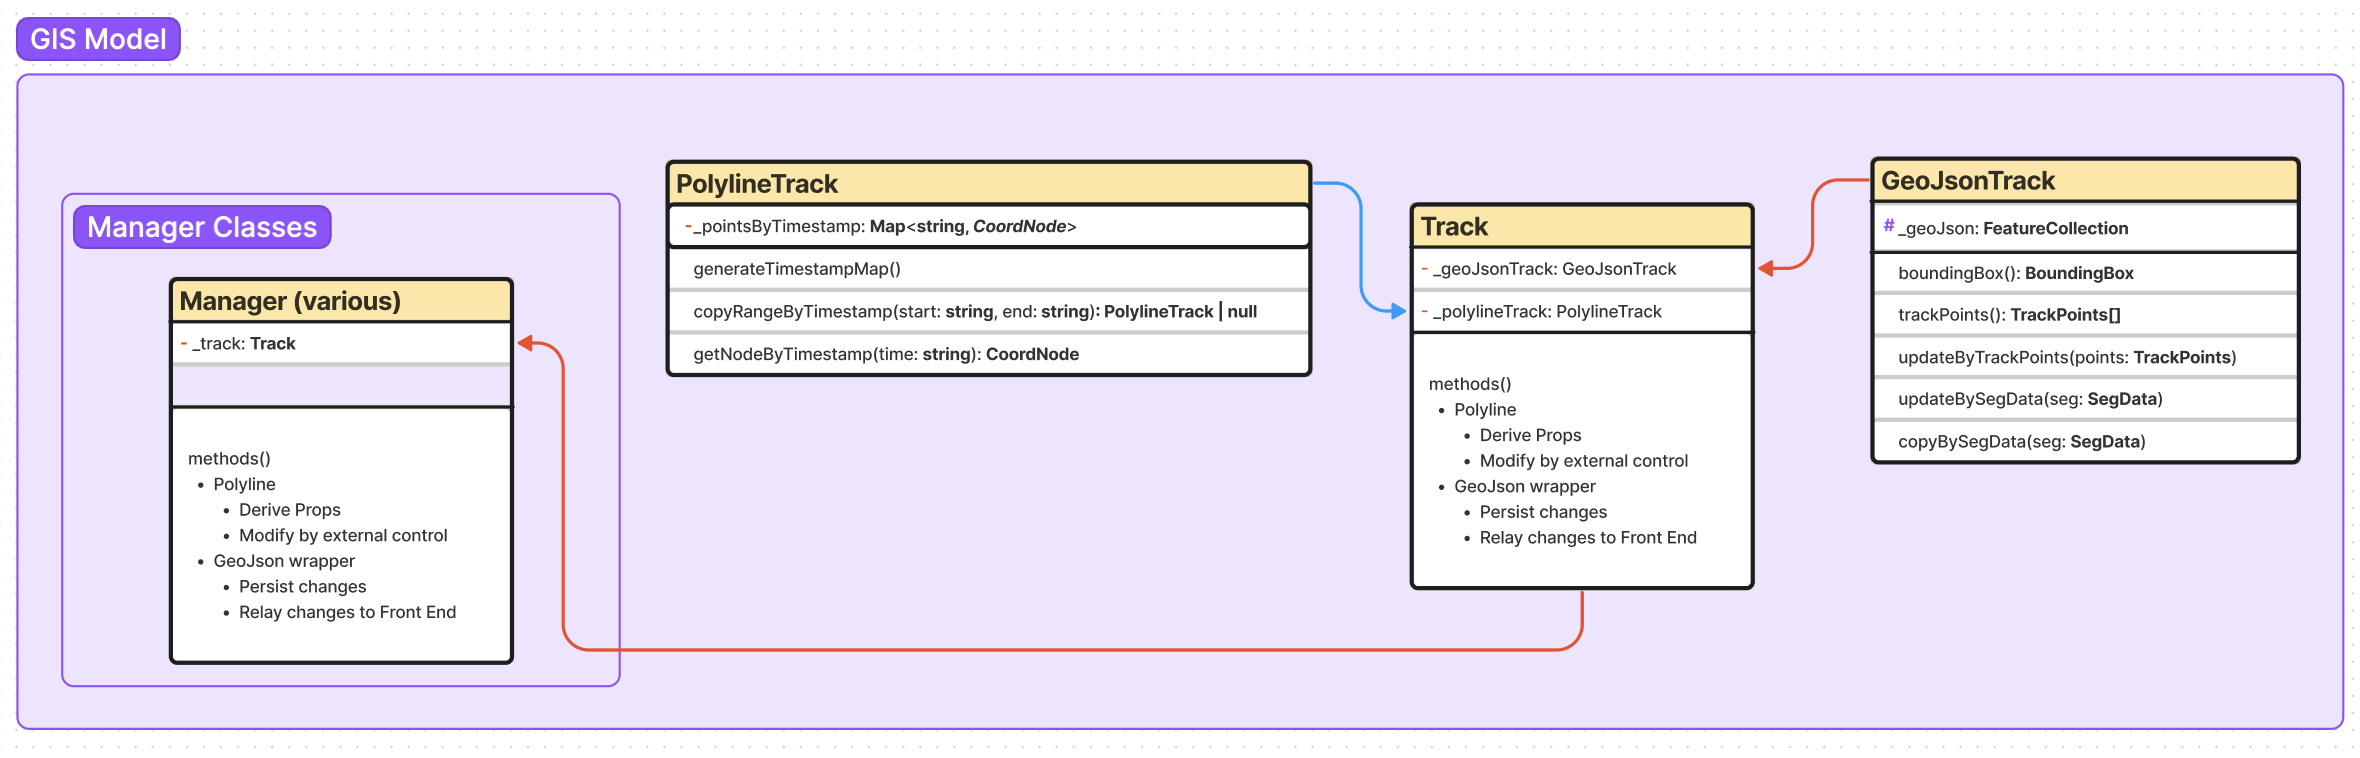 GIS Model
Manager Classes
Manager (various)
- _track: Track
methods()
• Polyline
• Derive Props
• Modify by external control
• GeoJson wrapper
• Persist changes
• Relay changes to Front End
PolylineTrack
-_pointsByTimestamp: Map<string, CoordNode>
generateTimestampMap()
copyRangeByTimestamp(start: string, end: string): PolylineTrack | null
getNodeByTimestamp(time: string): CoordNode
Track
- _geoJsonTrack: GeoJsonTrack
- _polylineTrack: PolylineTrack
methods()
• Polyline
• Derive Props
• Modify by external control
• GeoJson wrapper
• Persist changes
• Relay changes to Front End
GeoJsonTrack
# _geoJson: FeatureCollection
boundingBox(): BoundingBox
trackPoints(): TrackPoints[]
updateByTrackPoints(points: TrackPoints)
updateBySegData(seg: SegData)
copyBySegData(seg: SegData)